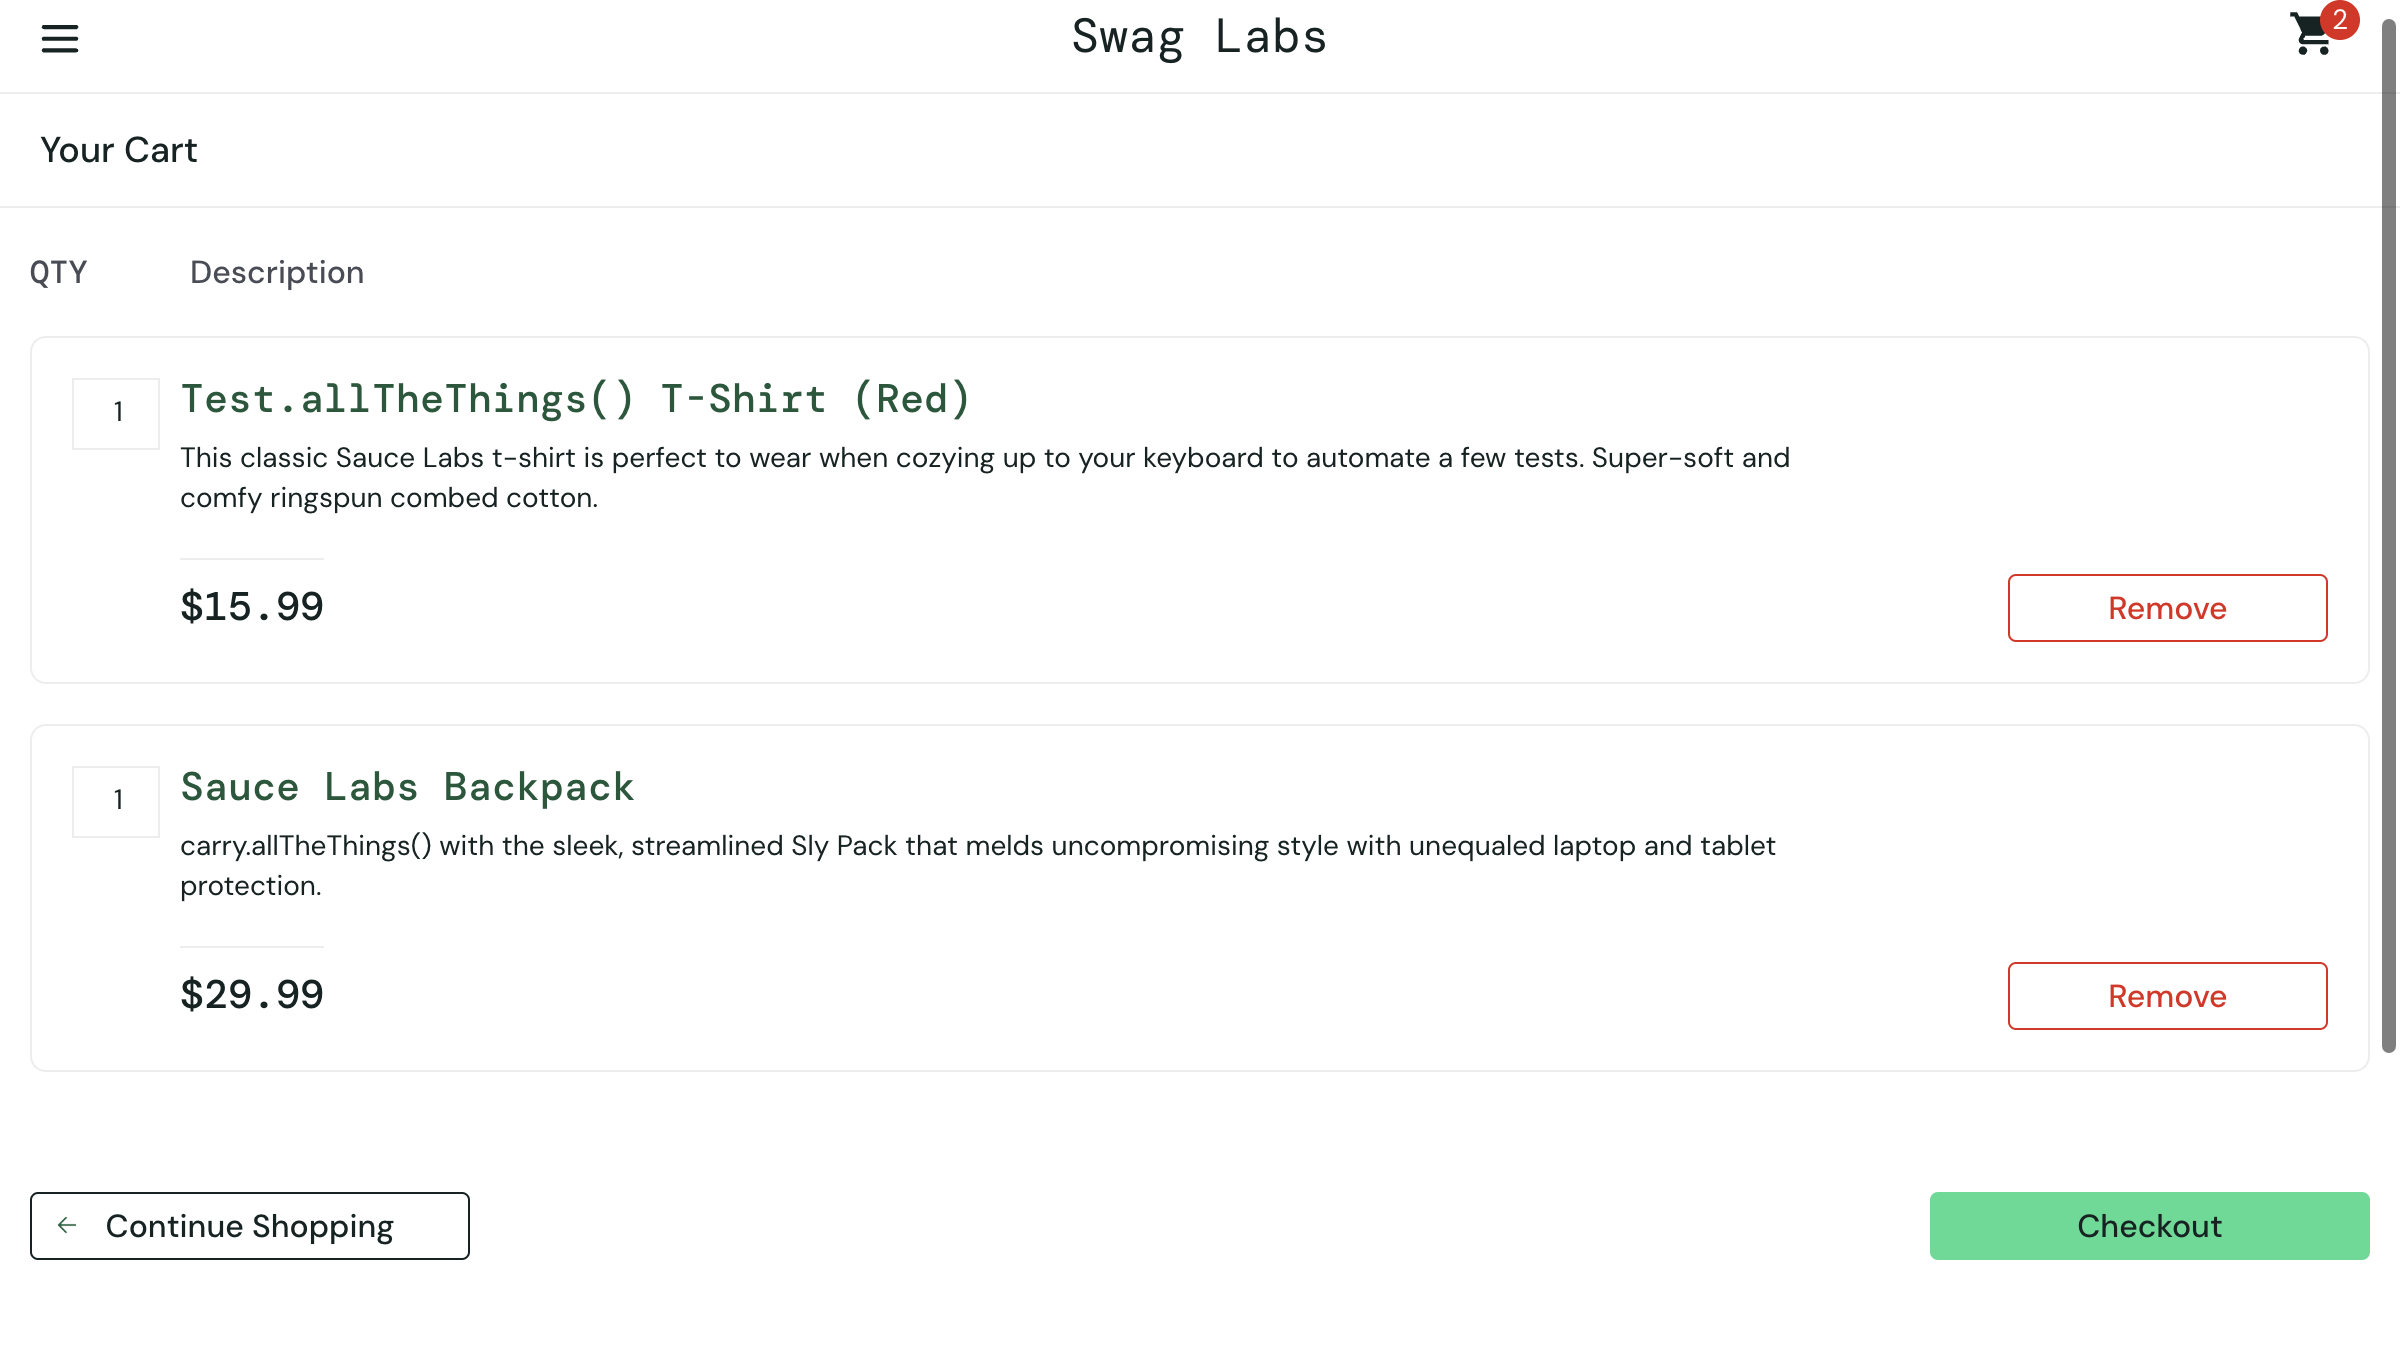 Swag Labs
2
Your Cart
QTY Description
1
Test.allTheThings() T-Shirt (Red)
This classic Sauce Labs t-shirt is perfect to wear when cozying up to your keyboard to automate a few tests. Super-soft and
comfy ringspun combed cotton.
$15.99
Remove
1
Sauce Labs Backpack
carry.allTheThings() with the sleek, streamlined Sly Pack that melds uncompromising style with unequaled laptop and tablet
protection.
$29.99
Remove
Continue Shopping
Checkout